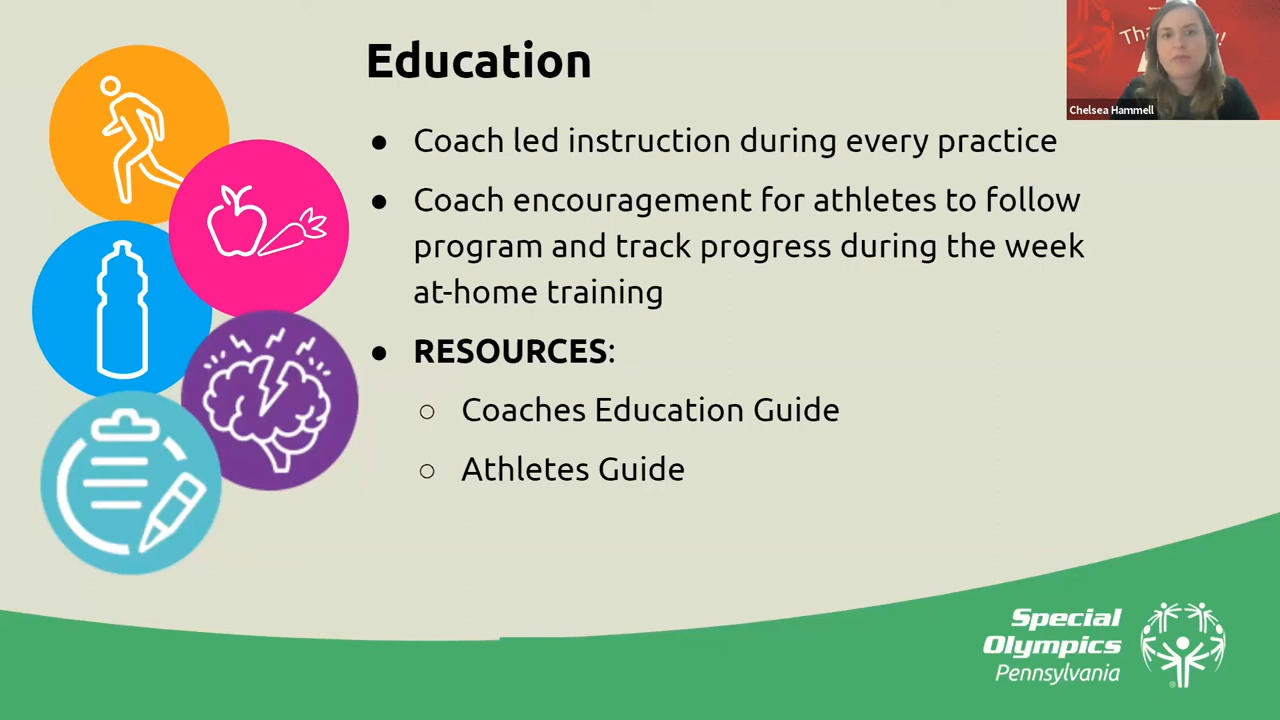 Education
● Coach led instruction during every practice
● Coach encouragement for athletes to follow
program and track progress during the week
at-home training
● RESOURCES:
○ Coaches Education Guide
○ Athletes Guide
Chelsea Hammell
Special
Olympics
Pennsylvania